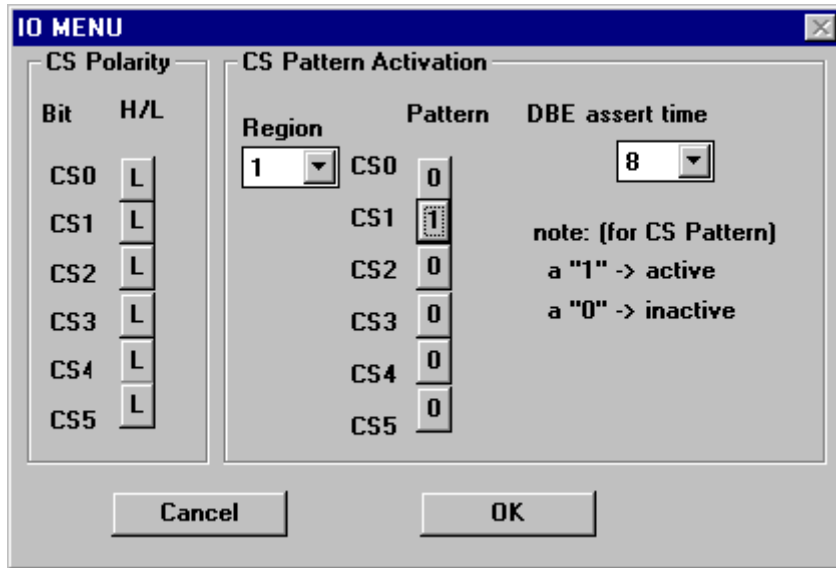 IO MENU
CS Polarity
Bit H/L
CS0 L
CS1 L
CS2 L
CS3 L
CS4 L
CS5 L
CS Pattern Activation
Region
1
Pattern
CS0 0
CS1 1
CS2 0
CS3 0
CS4 0
CS5 0
DBE assert time
8
note: (for CS Pattern)
a "1" -> active
a "0" -> inactive
Cancel
OK